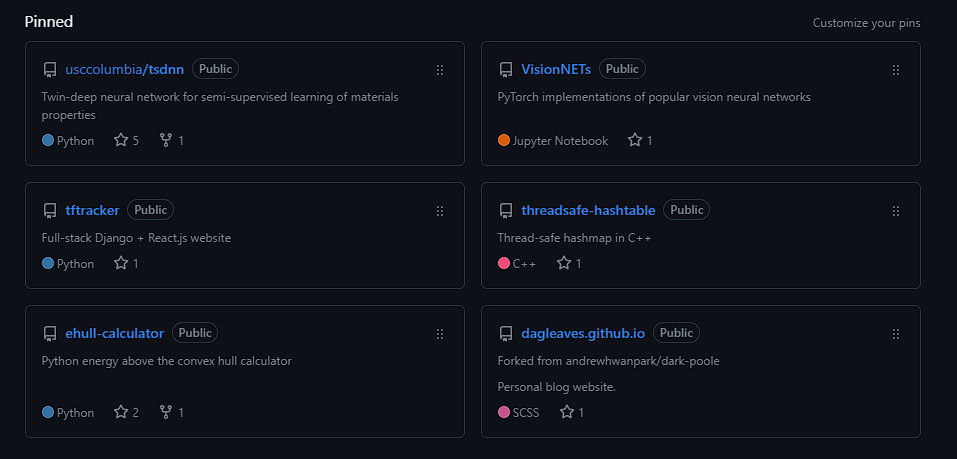 Pinned
Customize your pins
usccolumbia/tsdnn Public
Twin-deep neural network for semi-supervised learning of materials
properties
Python 5 1
VisionNETs Public
PyTorch implementations of popular vision neural networks
Jupyter Notebook 1
tftracker Public
Full-stack Django + React.js website
Python 1
threadsafe-hashtable Public
Thread-safe hashmap in C++
C++ 1
ehull-calculator Public
Python energy above the convex hull calculator
Python 2 1
dagleaves.github.io Public
Forked from andrewhwanpark/dark-poole
Personal blog website.
SCSS 1